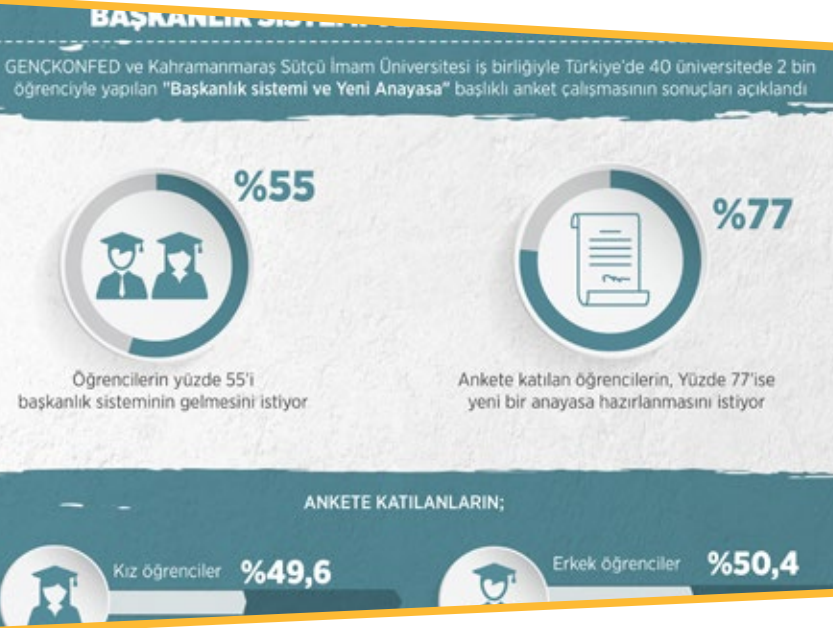 BAŞKANLIK
GENÇKONFED ve Kahramanmaraş Sütçü İmam Üniversitesi iş birliğiyle Türkiye'de 40 üniversitede 2 bin
öğrenciyle yapılan "Başkanlık sistemi ve Yeni Anayasa" başlıklı anket çalışmasının sonuçları açıklandı
%55
%77
Öğrencilerin yüzde 55'i
başkanlık sisteminin gelmesini istiyor
Ankete katılan öğrencilerin, Yüzde 77'ise
yeni bir anayasa hazırlanmasını istiyor
ANKETE KATILANLARIN;
Kız öğrenciler %49,6
Erkek öğrenciler %50,4